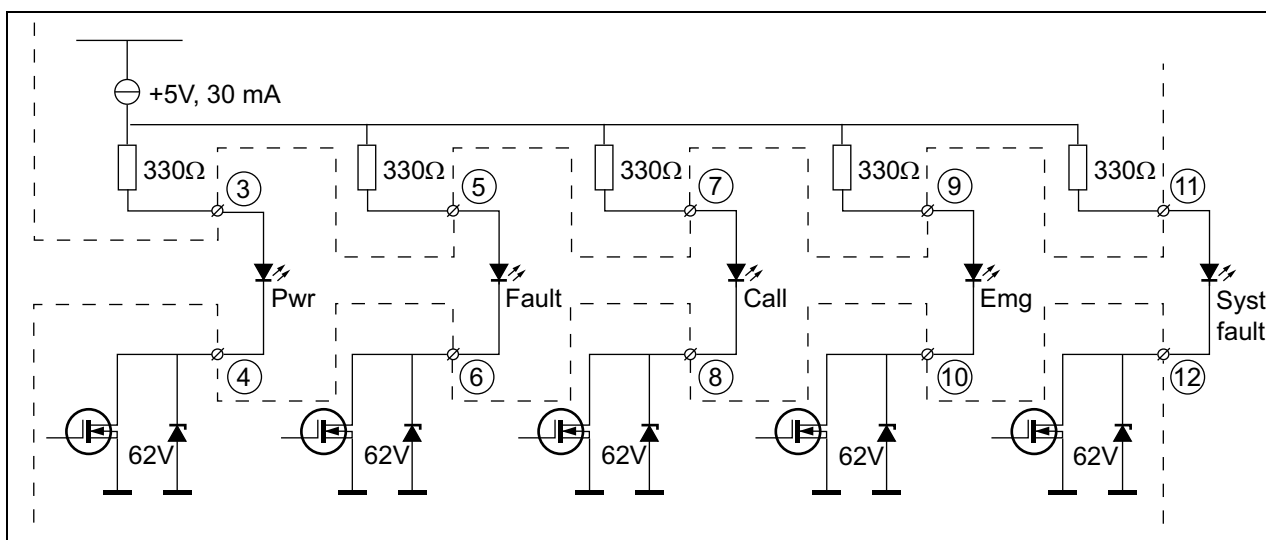 +5V, 30 mA
330Ω 330Ω 330Ω 330Ω 330Ω
3 5 7 9 11
Pwr Fault Call Emg Syst
fault
4 6 8 10 12
62V 62V 62V 62V 62V